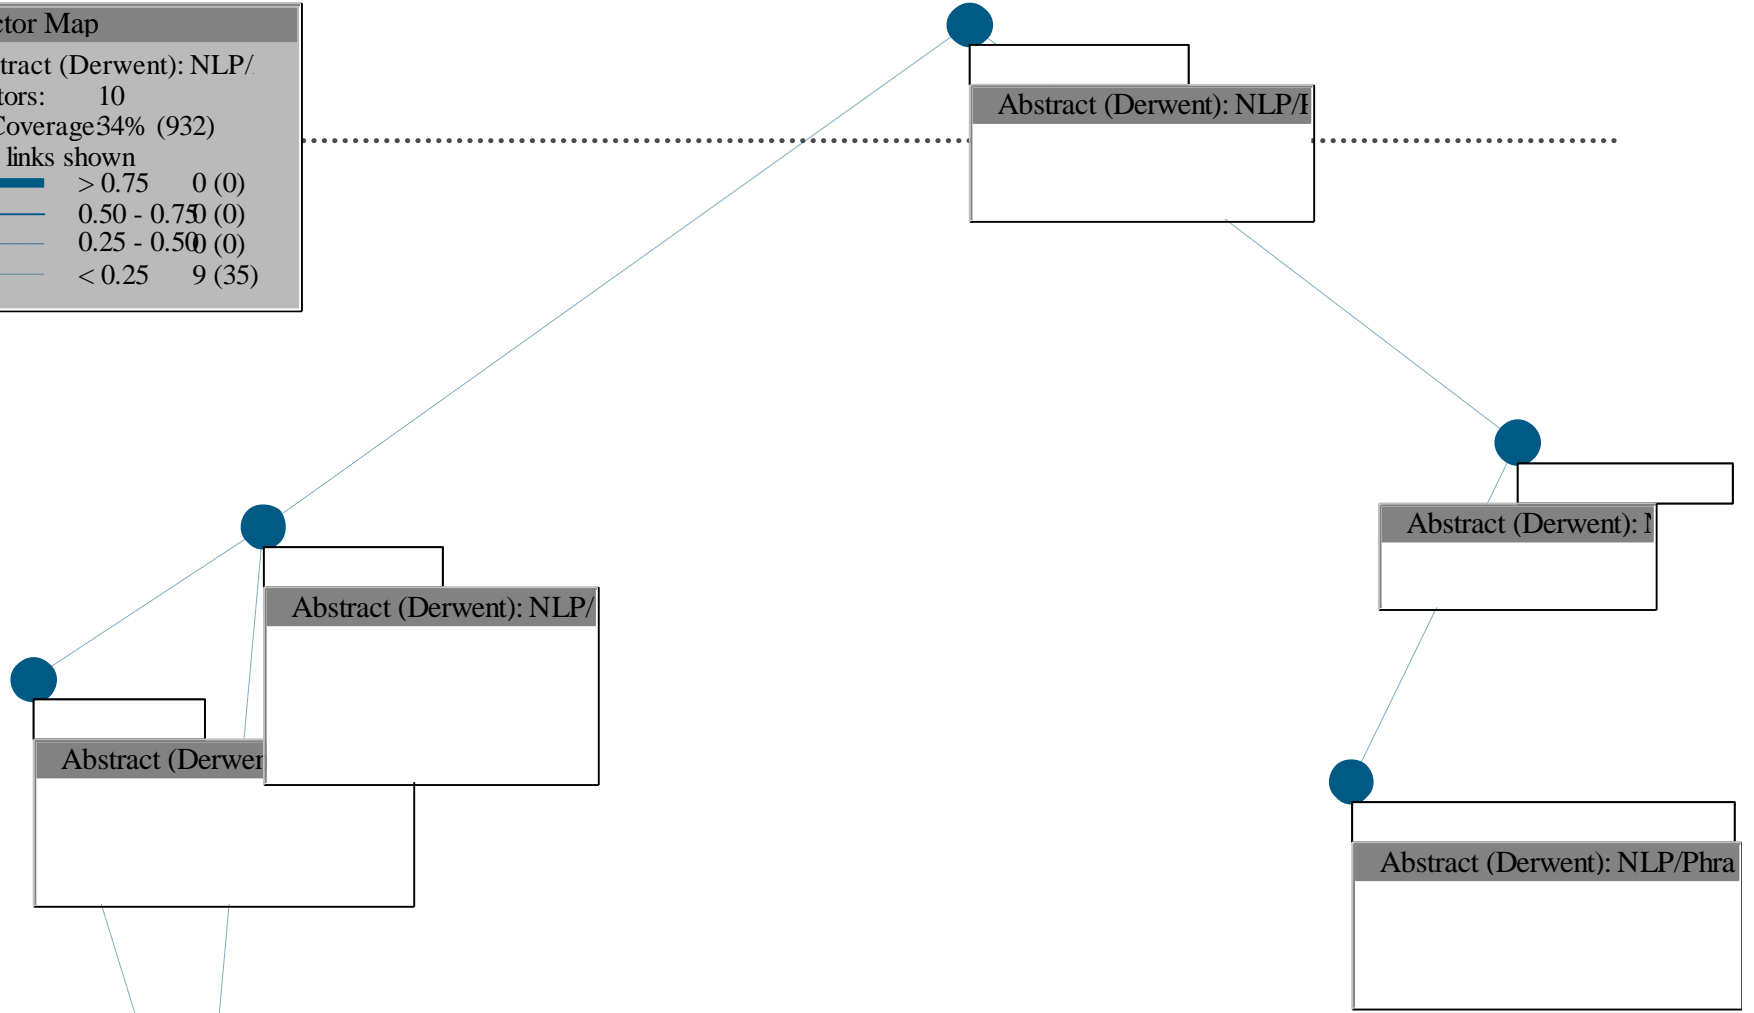 ctor Map
tract (Derwent): NLP/
tors: 10
Coverage: 34% (932)
links shown
> 0.75 0 (0)
0.50 - 0.75 0 (0)
0.25 - 0.50 0 (0)
< 0.25 9 (35)
Abstract (Derwent): NLP/
Abstract (Derwent):
Abstract (Derwent): NLP/
Abstract (Derwen
Abstract (Derwent): NLP/Phra